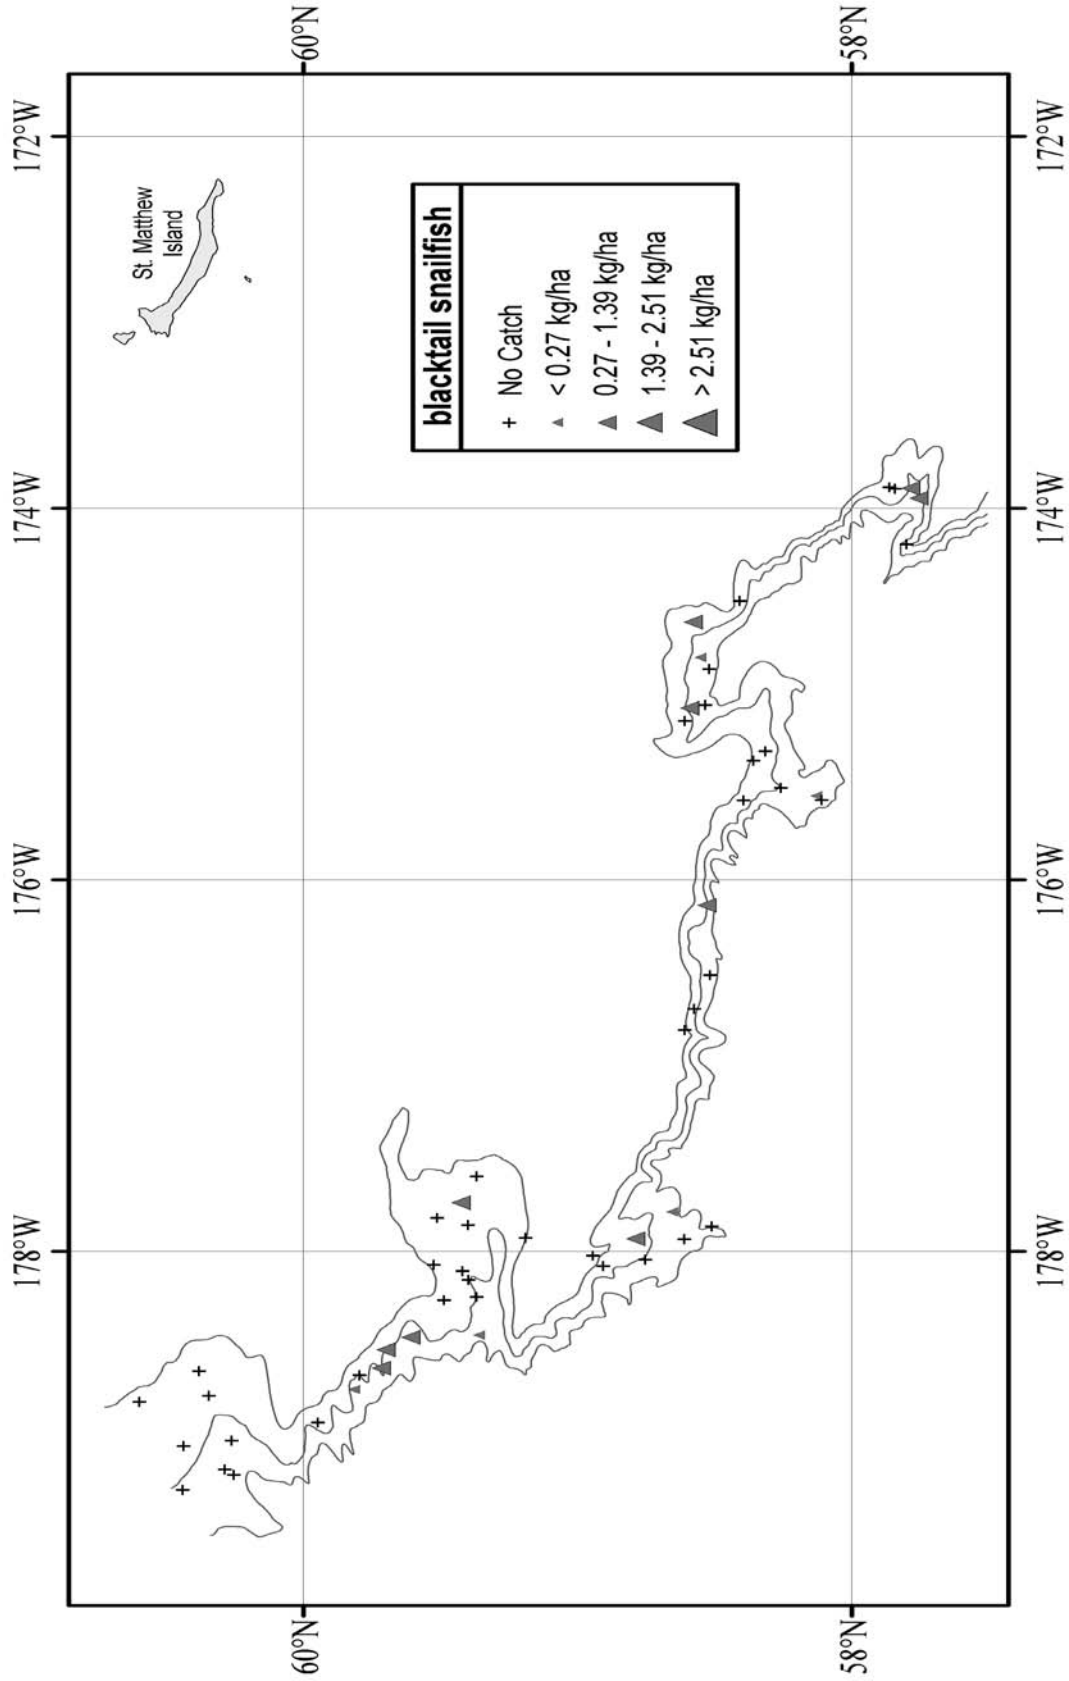 178°W
176°W
174°W
172°W
60°N
60°N
St. Matthew
Island
blacktail snailfish
No Catch
< 0.27 kg/ha
0.27 - 1.39 kg/ha
1.39 - 2.51 kg/ha
> 2.51 kg/ha
58°N
58°N
178°W
176°W
174°W
172°W